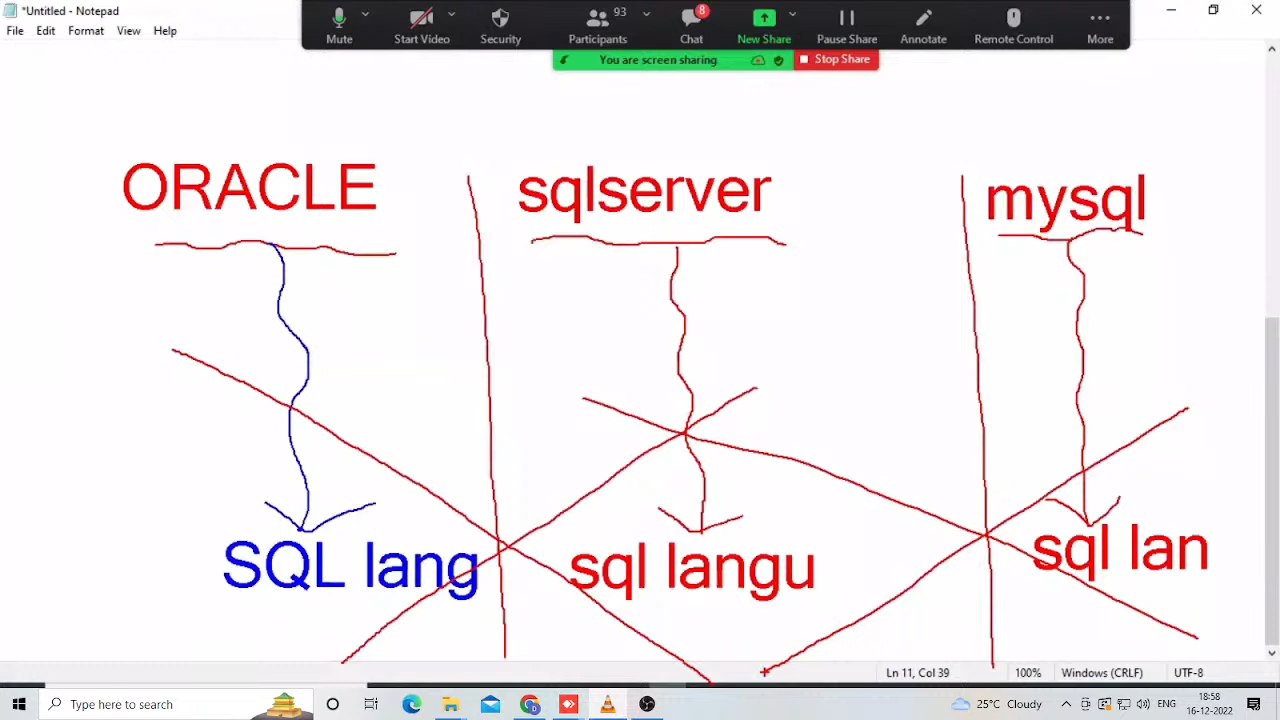 *Untitled - Notepad
File Edit Format View Help
93
8
Mute Start Video Security Participants Chat New Share Pause Share Annotate Remote Control More
You are screen sharing Stop Share
ORACLE sqlserver mysql
SQL lang sql langu sql lan
Ln 11, Col 39 100% Windows (CRLF) UTF-8
Type here to search
25°C Cloudy ENG
18:58
16-12-2022